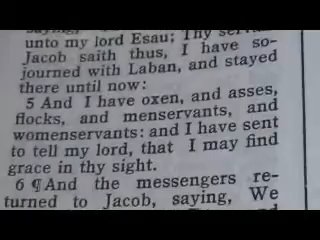 saying,
unto my lord Esau; Thy servant
Jacob saith thus, I have so-
journed with Laban, and stayed
there until now:
5 And I have oxen, and asses,
flocks, and menservants, and
womenservants: and I have sent
to tell my lord, that I may find
grace in thy sight.
6 ¶And the messengers re-
turned to Jacob, saying, We